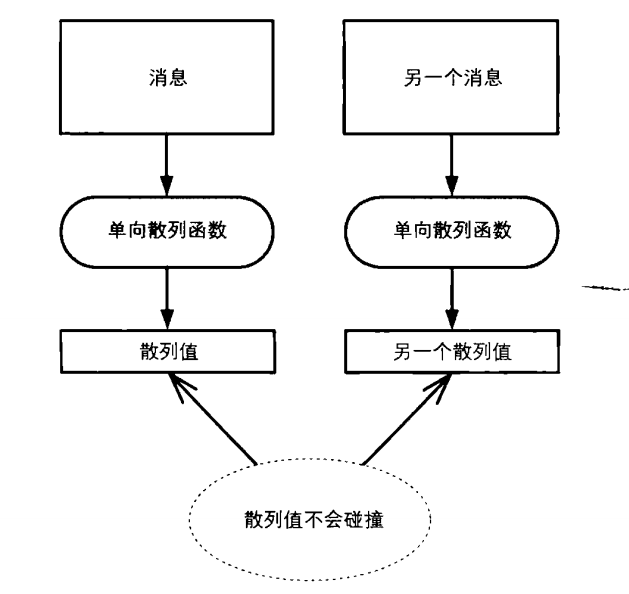 消息
另一个消息
单向散列函数
单向散列函数
散列值
另一个散列值
散列值不会碰撞